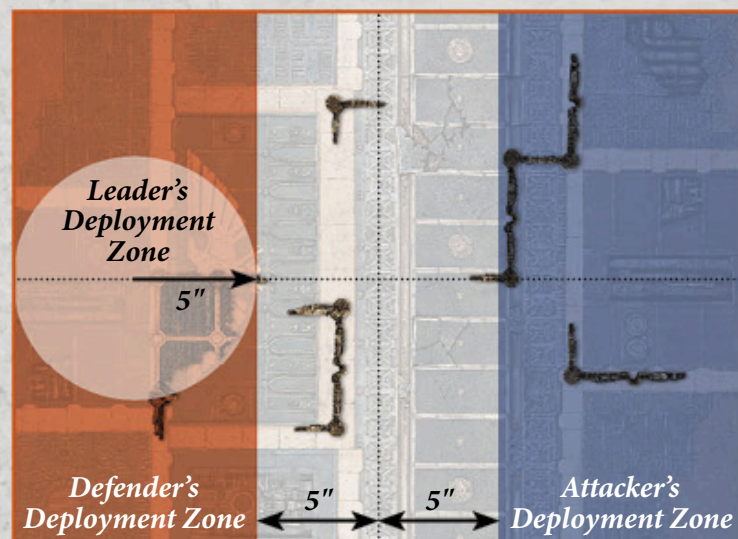 Leader's
Deployment
Zone
5"
Defender's
Deployment Zone
5"
5"
Attacker's
Deployment Zone